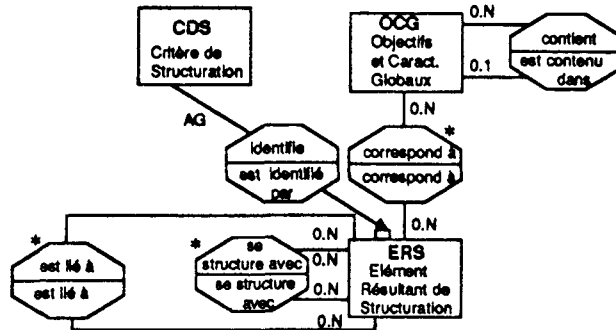 CDS
Critère de
Structuration
OCG
Objectifs
et Caract.
Globaux
0.N
0.1
contient
est contenu
dans
AG
0.N
identifie
est identifié
par
*
correspond à
correspond à
0.N
*
est lié à
est lié à
*
se
structure avec
se structure
avec
0.N
0.N
0.N
0.N
ERS
Elément
Résultant de
Structuration